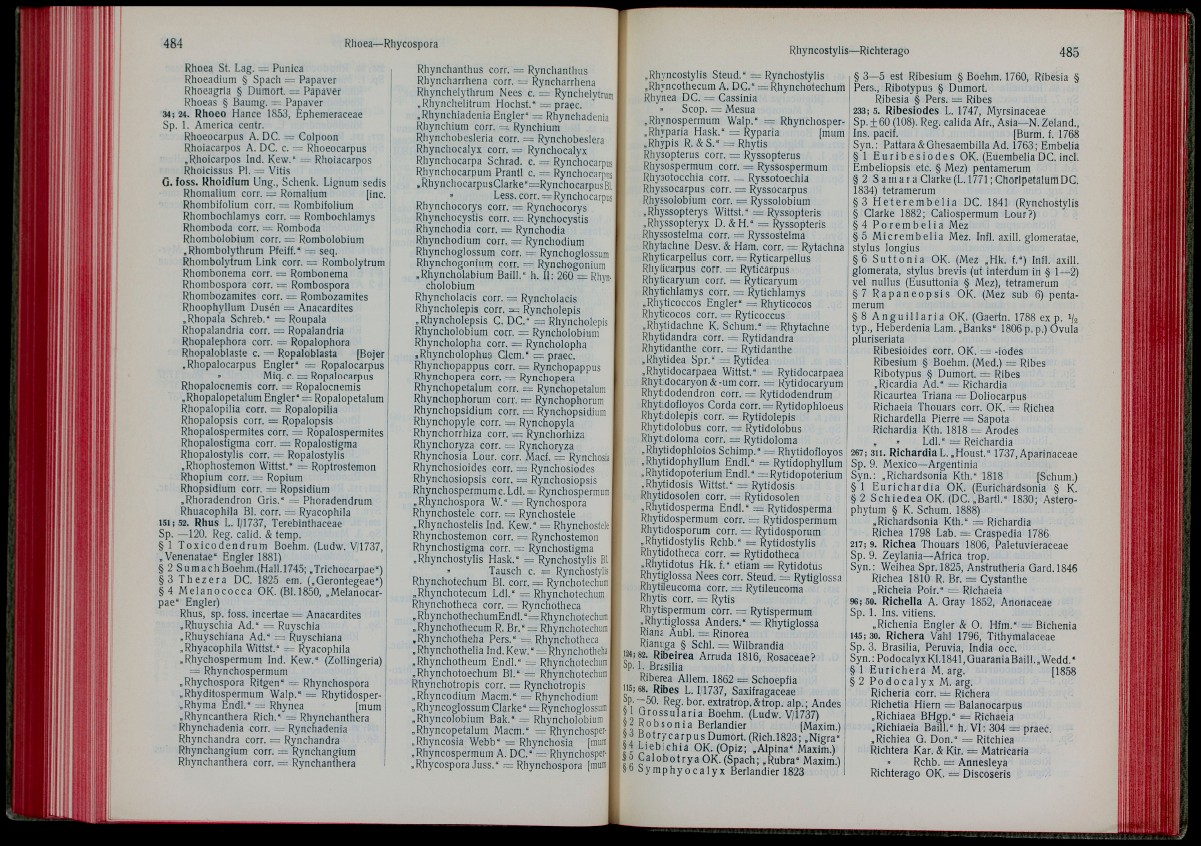 484
Rhoea—Rhycospora
Rhoea St. Lag. = Punica
Rhoeadium § Spach = Papaver
Rhoeagria § Dumort. = Papaver
Rhoeas § Baumg. = Papaver
34; 24. Rhoeo Hance 1853, Ephemeraceae
Sp. 1. America centr.
Rhoeocarpus A. DC. = Colpoon
Rhoiacarpos A. DC. c. = Rhoeocarpus
„Rhoicarpos Ind. Kew.“ = Rhoiacarpos
Rhoicissus Pl. = Vitis
G. foss. Rhoidium Ung., Schenk. Lignum sedis
Rhomalium corr. = Romalium [inc.
Rhombifolium corr. = Rombifolium
Rhombochlamys corr. = Rombochlamys
Rhomboda corr. = Romboda
Rhombolobium corr. = Rombolobium
„Rhombolythrum Pfeiff.“ = seq.
Rhombolytrum Link corr. = Rombolytrum
Rhombonema corr. = Rombonema
Rhombospora corr. = Rombospora
Rhombozamites corr. = Rombozamites
Rhoophyllum Dusén = Anacardites
„Rhopala Schreb.“ = Roupala
Rhopalandria corr. = Ropalandria
Rhopalephora corr. = Ropalophora
Rhopaloblaste c. = Ropaloblasta [Bojer
„Rhopalocarpus Engler“ = Ropalocarpus
„ Miq. c. = Ropalocarpus
Rhopalocnemis corr. = Ropalocnemis
„Rhopalopetalum Engler“ = Ropalopetalum
Rhopalopilia corr. = Ropalopilia
Rhopalopsis corr. = Ropalopsis
Rhopalospermites corr. = Ropalospermites
Rhopalostigma corr. = Ropalostigma
Rhopalostylis corr. = Ropalostylis
„Rhophostemon Wittst.“ = Roptrostemon
Rhopium corr. = Ropium
Rhopsidium corr. = Ropsidium
„Rhoradendron Gris.“ = Phoradendrum
Rhuacophila Bl. corr. = Ryacophila
151; 52. Rhus L. I/1737, Terebinthaceae
Sp. —120. Reg. calid. & temp.
§ 1 Toxicodendrum Boehm. (Ludw. V/1737,
„Venenatae“ Engler 1881)
§ 2 Sumach Boehm. (Hall. 1745; „Trichocarpae“)
§ 3 Thezera DC. 1825 em. („Gerontegeae“)
§ 4 Melanococca OK. (Bl. 1850, „Melanocar-
pae“ Engler)
Rhus, sp. foss. incertae = Anacardites
„Rhuyschia Ad.“ = Ruyschia
„Rhuyschiana Ad.“ = Ruyschiana
„Rhyacophila Wittst.“ = Ryacophila
„Rhychospermum Ind. Kew.“ (Zollingeria)
= Rhynchospermum
„Rhychospora Ritgen“ = Rhynchospora
„Rhyditospermum Walp.“ = Rhytidosper-
„Rhyma Endl.“ = Rhynea [mum
„Rhyncanthera Rich.“ = Rhynchanthera
Rhynchadenia corr. = Rynchadenia
Rhynchandra corr. = Rynchandra
Rhynchangium corr. = Rynchangium
Rhynchanthera corr. = Rynchanthera
Rhynchanthus corr. = Rynchanthus
Rhyncharrhena corr. = Ryncharrhena
Rhynchelythrum Nees c. = Rynchelytrum
„Rhynchelitrum Hochst.“ = praec.
„Rhynchiadenia Engler“ = Rhynchadenia
Rhynchium corr. = Rynchium
Rhynchobesleria corr. = Rynchobeslera
Rhynchocalyx corr. = Rynchocalyx
Rhynchocarpa Schrad. c. = Rynchocarpus
Rhynchocarpum Prantl c. = Rynchocarpus
„Rhynchocarpus Clarke“ = Rynchocarpus Bl.
„ Less. corr. = Rynchocarpus
Rhynchocorys corr. = Rynchocorys
Rhynchocystis corr. = Rynchocystis
Rhynchodia corr. = Rynchodia
Rhynchodium corr. = Rynchodium
Rhynchoglossum corr. = Rynchoglossum
Rhynchogonium corr. = Rynchogonium
„Rhyncholabium Baill.“ h. II: 260 = Rhyn-
cholobium
Rhyncholacis corr. = Ryncholacis
Rhyncholepis corr. = Ryncholepis
„Rhyncholepsis C. DC.“ = Rhyncholepis
Rhyncholobium corr. = Ryncholobium
Rhyncholopha corr. = Ryncholopha
„Rhyncholophus Clem.“ = praec.
Rhynchopappus corr. = Rynchopappus
Rhynchopera corr. = Rynchopera
Rhynchopetalum corr. = Rynchopetalum
Rhynchophorum corr. = Rynchophorum
Rhynchopsidium corr. = Rynchopsidium
Rhynchopyle corr. = Rynchopyla
Rhynchorrhiza corr. = Rynchorhiza
Rhynchoryza corr. = Rynchoryza
Rhynchosia Lour. corr. Macf. = Rynchosia
Rhynchosioides corr. = Rynchosiodes
Rhynchosiopsis corr. = Rynchosiopsis
Rhynchospermum c. Ldl. = Rynchospermum
„Rhynchospora W.“ = Rynchospora
Rhynchostele corr. = Rynchostele
„Rhynchostelis Ind. Kew.“ = Rhynchostele
Rhynchostemon corr. = Rynchostemon
Rhynchostigma corr. = Rynchostigma
„Rhynchostylis Hask.“ = Rynchostylis Bl.
„ Tausch c. = Rynchostylis
Rhynchotechum Bl. corr. = Rynchotechum
„Rhynchotecum Ldl.“ = Rhynchotechum
Rhynchotheca corr. = Rynchotheca
„Rhynchothechum Endl.“ = Rhynchotechum
„Rhynchothecum R. Br.“ = Rhynchotechum
„Rhynchotheha Pers.“ = Rhynchotheca
„Rhynchothelia Ind. Kew.“ = Rhynchotheha
„Rhynchotheum Endl.“ = Rhynchotechum
„Rhynchotoechum Bl.“ = Rhynchotechum
Rhynchotropis corr. = Rynchotropis
„Rhyncodium Macm.“ = Rhynchodium
„Rhyncoglossum Clarke“ = Rynchoglossum
„Rhyncolobium Bak.“ = Rhyncholobium
„Rhyncopetalum Macm.“ = Rhynchosper-
„Rhyncosia Webb“ = Rhynchosia [mum
„Rhyncospermum A. DC.“ = Rhynchosper-
„Rhycospora Juss.“ = Rhynchospora [mum
Rhyncostylis—Richterago
485
„Rhyncostylis Steud.“ = Rynchostylis
„Rhyncothecum A. DC.“ = Rhynchotechum
Rhynea DC. = Cassinia
„ Scop. = Mesua
„Rhynospermum Walp.“ = Rhynchosper-
„Rhyparia Hask.“ = Ryparia [mum
„Rhypis R. & S.“ = Rhytis
Rhysopterus corr. = Ryssopterus
Rhysospermum corr. = Ryssospermum
Rhysotocchia corr. = Ryssotoechia
Rhyssocarpus corr. = Ryssocarpus
Rhyssolobium corr. = Ryssolobium
„Rhyssopterys Wittst.“ = Ryssopteris
„Rhyssopteryx D. & H.“ = Ryssopteris
Rhyssostelma corr. = Ryssostelma
Rhytachne Desv. & Ham. corr. = Rytachna
Rhyticarpellus corr. = Ryticarpellus
Rhyticarpus corr. = Ryticarpus
Rhyticaryum corr. = Ryticaryum
Rhytichlamys corr. = Rytichlamys
„Rhyticoccos Engler“ = Rhyticocos
Rhyticocos corr. = Ryticoccus
„Rhytidachne K. Schum.“ = Rhytachne
Rhytidandra corr. = Rytidandra
Rhytidanthe corr. = Rytidanthe
„Rhytidea Spr.“ = Rytidea
„Rhytidocarpaea Wittst.“ = Rytidocarpaea
Rhytidocaryon & -um corr. = Rytidocaryum
Rhytidodendron corr. = Rytidodendrum
Rhytidofloyos Corda corr. = Rytidophloeus
Rhytidolepis corr. = Rytidolepis
Rhytidolobus corr. = Rytidolobus
Rhytidoloma corr. = Rytidoloma
„Rhytidophloios Schimp.“ = Rhytidofloyos
„Rhytidophyllum Endl.“ = Rytidophyllum
„Rhytidopoterium Endl.“ = Rytidopoterium
„Rhytidosis Wittst.“ = Rytidosis
Rhytidosolen corr. = Rytidosolen
„Rhytidosperma Endl.“ = Rytidosperma
Rhytidospermum corr. = Rytidospermum
Rhytidosporum corr. = Rytidosporum
„Rhytidostylis Rchb.“ = Rytidostylis
Rhytidotheca corr. = Rytidotheca
„Rhytidotus Hk. f.“ etiam = Rytidotus
Rhytiglossa Nees corr. Steud. = Rytiglossa
Rhytileucoma corr. = Rytileucoma
Rhytis corr. = Rytis
Rhytispermum corr. = Rytispermum
„Rhyttiglossa Anders.“ = Rhytiglossa
Riana Aubl. = Rinorea
Riantga § Schl. = Wilbrandia
124; 82. Ribeirea Arruda 1816, Rosaceae?
Sp. 1. Brasilia
Riberea Allem. 1862 = Schoepfia
115; 68. Ribes L. I/1737, Saxifragaceae
Sp. —50. Reg. bor. extratrop. & trop. alp.; Andes
§ 1 Grossularia Boehm. (Ludw. V/1737)
§ 2 Robsonia Berlandier [Maxim.)
§ 3 Botrycarpus Dumort. (Rich. 1823; „Nigra“
§ 4 Liebichia OK. (Opiz; „Alpina“ Maxim.)
§ 5 Calobotrya OK. (Spach; „Rubra“ Maxim.)
§ 6 Symphyocalyx Berlandier 1823
§ 3—5 est Ribesium § Boehm. 1760, Ribesia §
Pers., Ribotypus § Dumort.
Ribesia § Pers. = Ribes
233; 5. Ribesiodes L. 1747, Myrsinaceae
Sp. ±60 (108). Reg. calida Afr., Asia—N. Zeland.,
Ins. pacif. [Burm. f. 1768
Syn.: Pattara & Ghesaembilla Ad. 1763; Embelia
§ 1 Euribesiodes OK. (Euembelia DC. incl.
Embeliopsis etc. § Mez) pentamerum
§ 2 Samara Clarke (L. 1771; Choripetalum DC.
1834) tetramerum
§ 3 Heterembelia DC. 1841 (Rynchostylis
§ Clarke 1882; Caliospermum Lour?)
§ 4 Porembelia Mez
§ 5 Micrembelia Mez. Infl. axill. glomeratae,
stylus longius
§ 6 Suttonia OK. (Mez „Hk. f.“) Infl. axill.
glomerata, stylus brevis (ut interdum in § 1—2)
vel nullus (Eusuttonia § Mez), tetramerum
§ 7 Rapaneopsis OK. (Mez sub 6) penta-
merum
§ 8 Anguillaria OK. (Gaertn. 1788 ex p. 1/2
typ., Heberdenia Lam. „Banks“ 1806 p. p.) Ovula
pluriseriata
Ribesioides corr. OK. = -iodes
Ribesium § Boehm. (Med.) = Ribes
Ribotypus § Dumort. = Ribes
„Ricardia Ad.“ = Richardia
Ricaurtea Triana = Doliocarpus
Richaeia Thouars corr. OK. = Richea
Richardella Pierre = Sapota
Richardia Kth. 1818 = Arodes
„ „ Ldl.“ = Reichardia
267; 311. Richardia L. „Houst.“ 1737, Aparinaceae
Sp. 9. Mexico—Argentinia
Syn.: „Richardsonia Kth.“ 1818 [Schum.)
§ 1 Eurichardia OK. (Eurichardsonia § K.
§ 2 Schiedea OK. (DC. „Bartl.“ 1830; Astero-
phytum § K. Schum. 1888)
„Richardsonia Kth.“ = Richardia
Richea 1798 Lab. = Craspedia 1786
217; 9. Richea Thouars 1806, Paletuvieraceae
Sp. 9. Zeylania—Africa trop.
Syn.: Weihea Spr. 1825, Anstrutheria Gard. 1846
Richea 1810 R. Br. = Cystanthe
„Richeia Poir.“ = Richaeia
96; 50. Richella A. Gray 1852, Anonaceae
Sp. 1. Ins. vitiens.
„Richenia Engler & O. Hfm.“ = Bichenia
145; 30. Richera Vahl 1796, Tithymalaceae
Sp. 3. Brasilia, Peruvia, India occ.
Syn.: Podocalyx Kl. 1841, Guarania Baill. „Wedd.“
§ 1 Eurichera M. arg. [1858
§ 2 Podocalyx M. arg.
Richeria corr. = Richera
Richetia Hiern = Balanocarpus
„Richiaea BHgp.“ = Richaeia
„Richiaeia Baill.“ h. VI: 304 = praec.
„Richiea G. Don.“ = Ritchiea
Richtera Kar. & Kir. = Matricaria
„ Rchb. = Annesleya
Richterago OK. = Discoseris